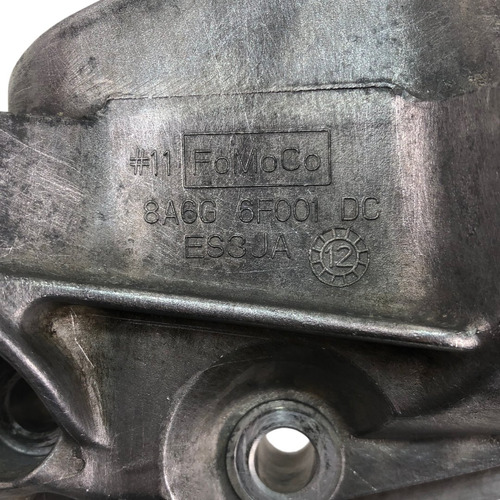 #11 FoMoCo
8A6G 6F001 DC
ES3JA 12